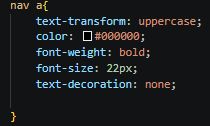 nav a{
text-transform: uppercase;
color: #000000;
font-weight: bold;
font-size: 22px;
text-decoration: none;
}